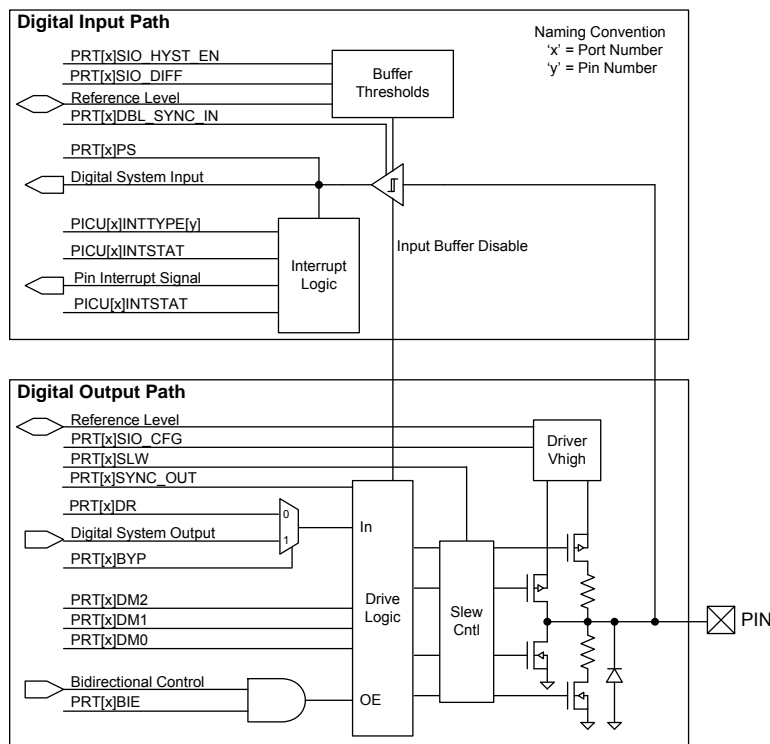 Digital Input Path
Naming Convention
‘x’ = Port Number
‘y’ = Pin Number
PRT[x]SIO_HYST_EN
PRT[x]SIO_DIFF
Reference Level
PRT[x]DBL_SYNC_IN
Buffer
Thresholds
PRT[x]PS
Digital System Input
PICU[x]INTTYPE[y]
PICU[x]INTSTAT
Pin Interrupt Signal
PICU[x]INTSTAT
Interrupt
Logic
Input Buffer Disable
Digital Output Path
Reference Level
PRT[x]SIO_CFG
PRT[x]SLW
PRT[x]SYNC_OUT
Driver
Vhigh
PRT[x]DR
Digital System Output
PRT[x]BYP
0
1
In
PRT[x]DM2
PRT[x]DM1
PRT[x]DM0
Drive
Logic
Slew
Cntl
PIN
Bidirectional Control
PRT[x]BIE
OE